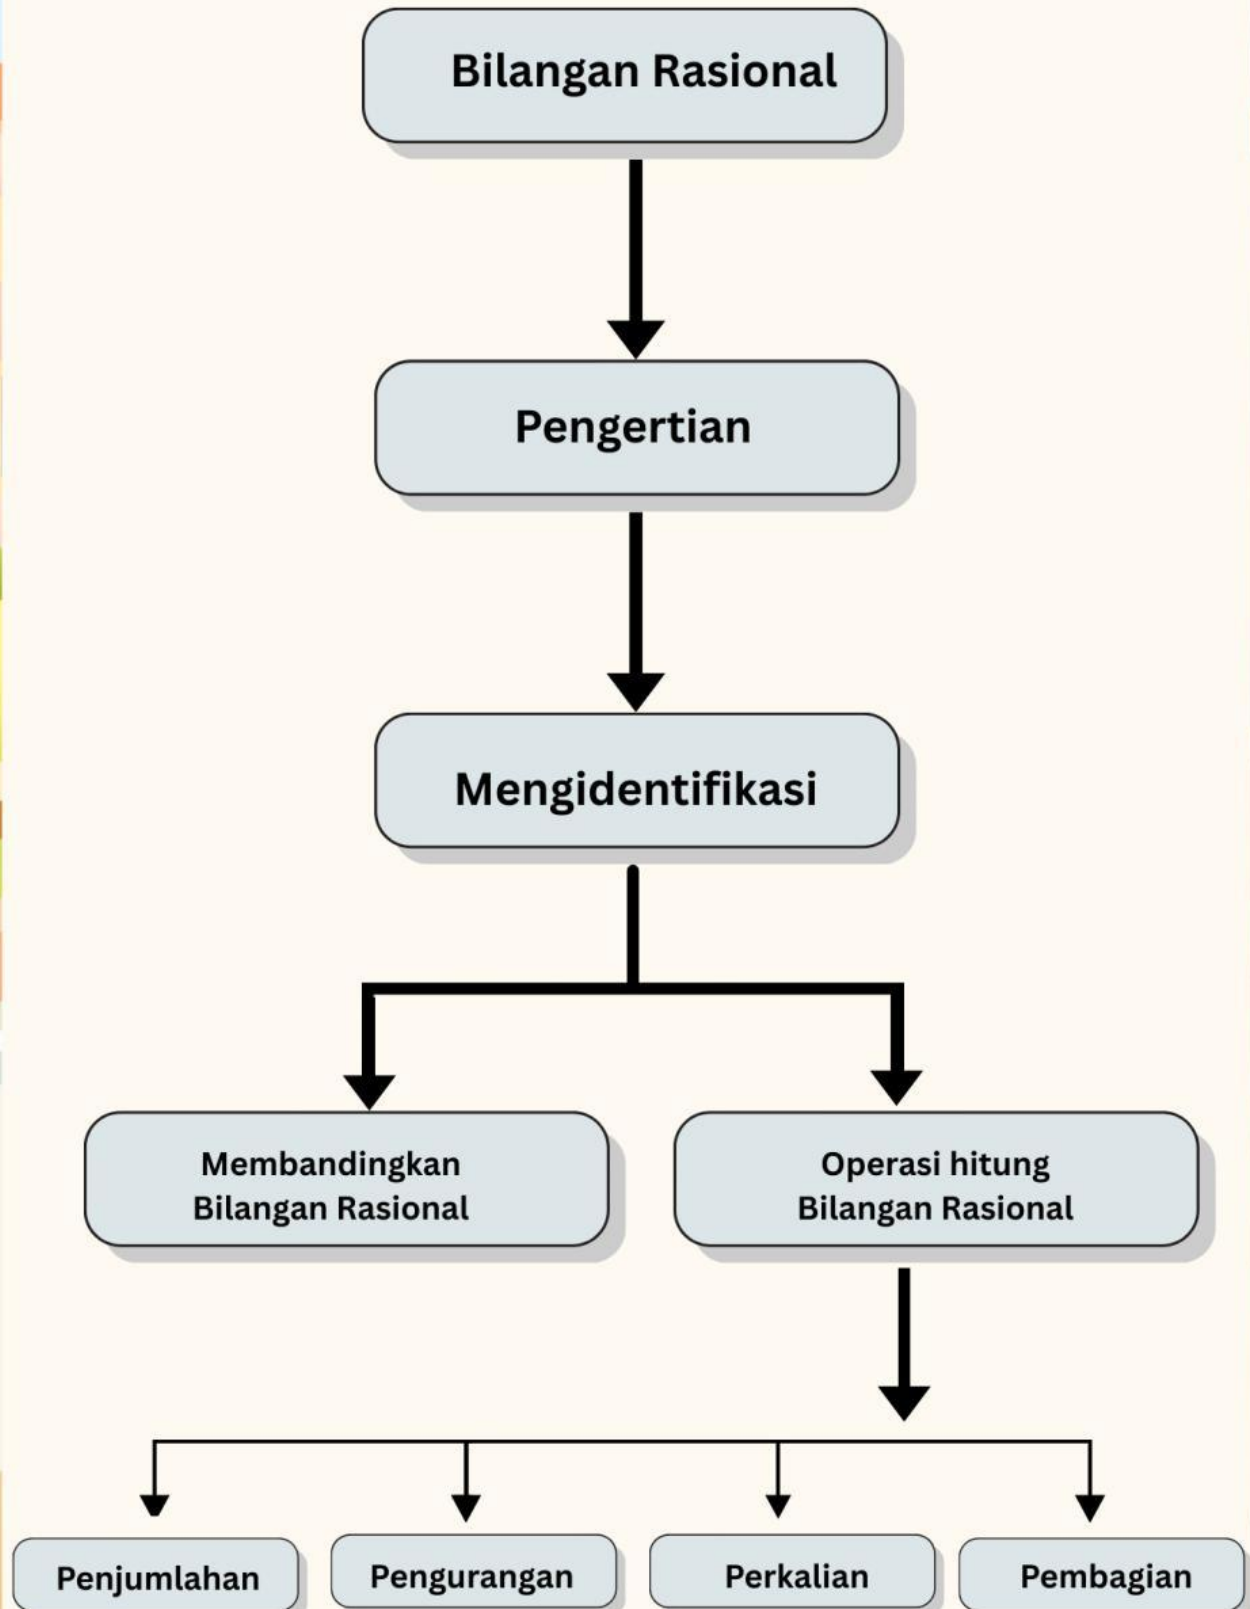 Bilangan Rasional
Pengertian
Mengidentifikasi
Membandingkan
Bilangan Rasional
Operasi hitung
Bilangan Rasional
Penjumlahan
Pengurangan
Perkalian
Pembagian